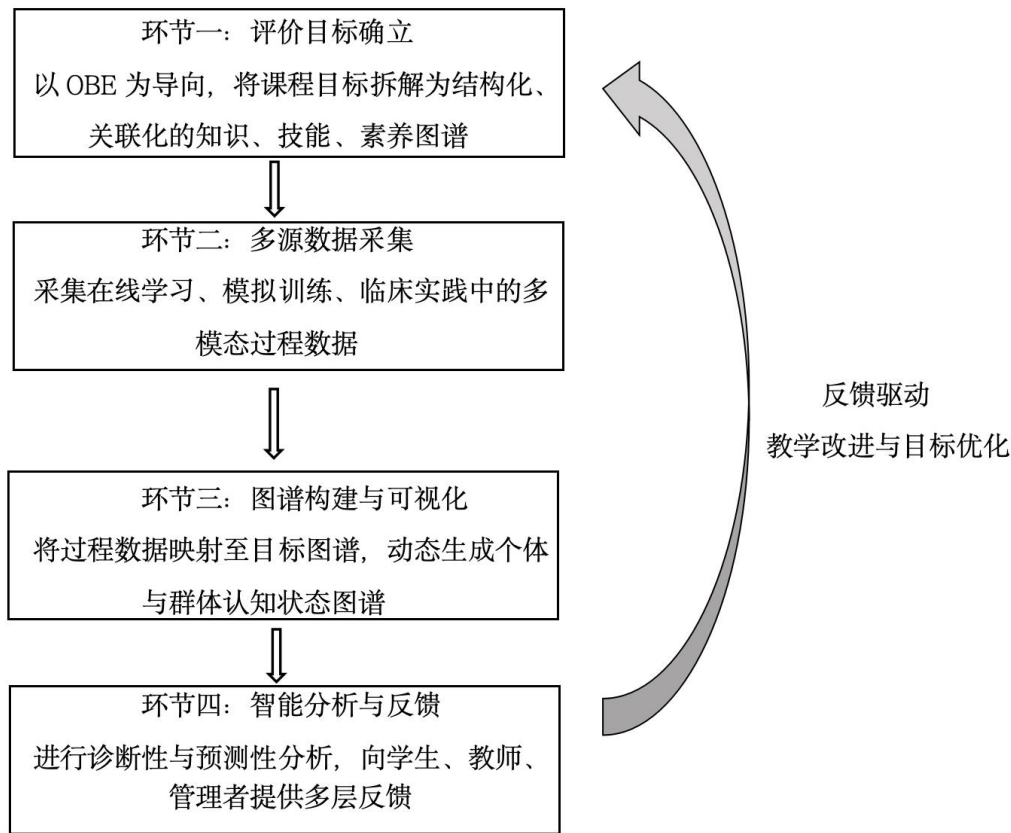 环节一：评价目标确立
以 OBE 为导向，将课程目标拆解为结构化、
关联化的知识、技能、素养图谱
环节二：多源数据采集
采集在线学习、模拟训练、临床实践中的多
模态过程数据
环节三：图谱构建与可视化
将过程数据映射至目标图谱，动态生成个体
与群体认知状态图谱
环节四：智能分析与反馈
进行诊断性与预测性分析，向学生、教师、
管理者提供多层反馈
反馈驱动
教学改进与目标优化